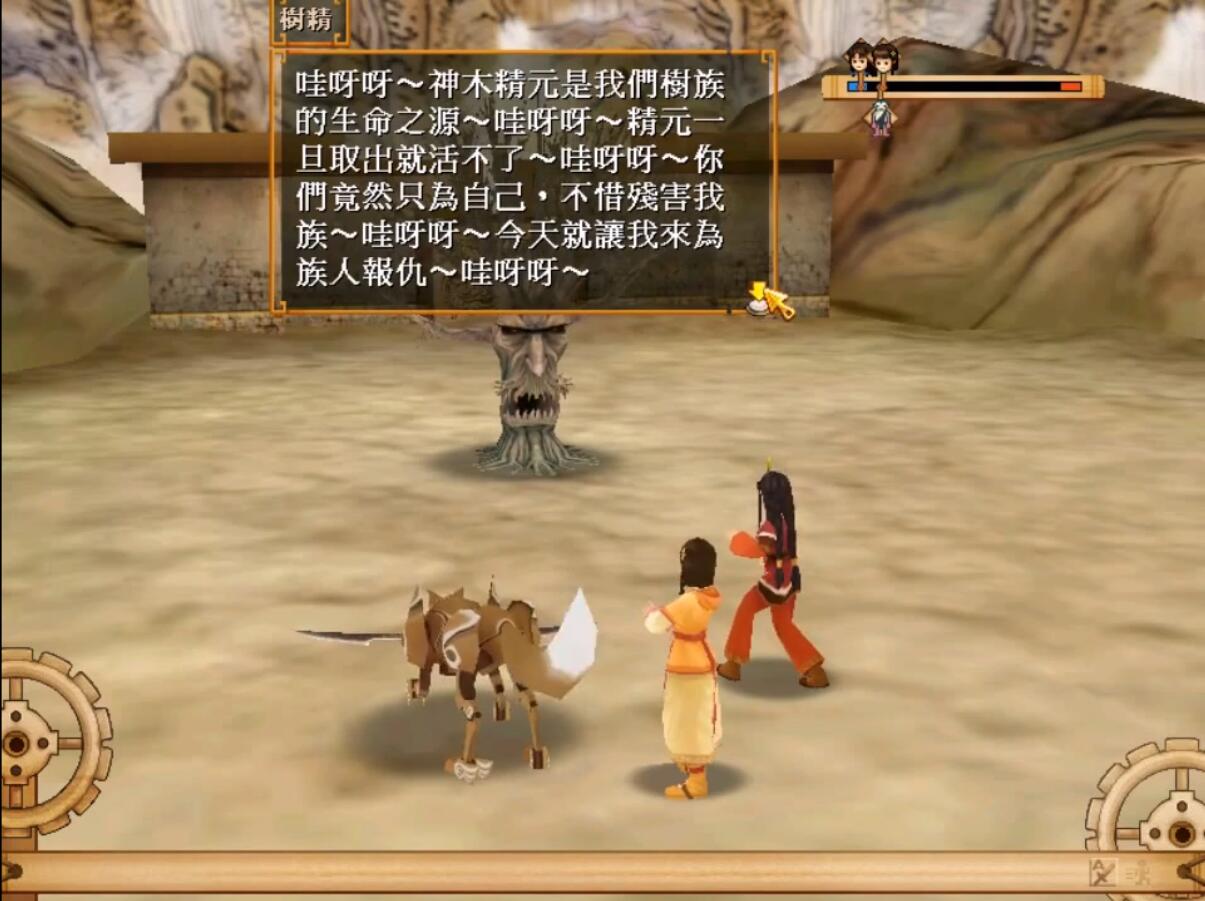 樹精
哇呀呀～神木精元是我們樹族
的生命之源～哇呀呀～精元一
旦取出就活不了～哇呀呀～你
們竟然只為自己，不惜殘害我
族～哇呀呀～今天就讓我來為
族人報仇～哇呀呀～